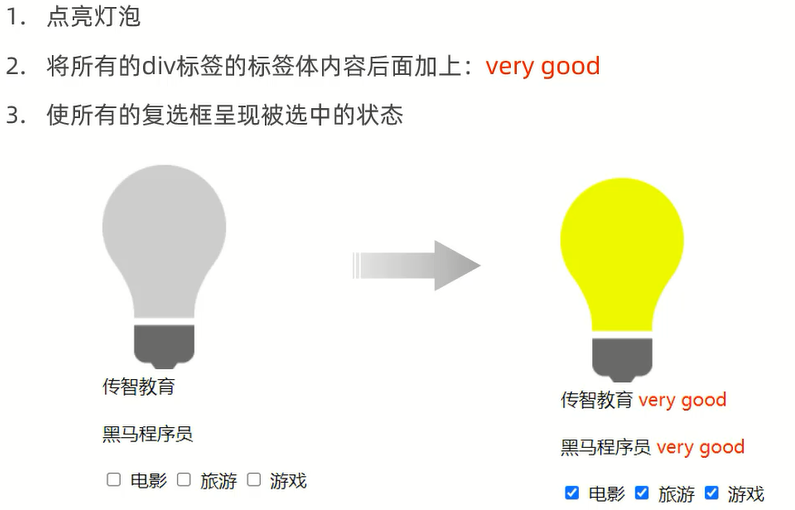 1. 点亮灯泡
2. 将所有的div标签的标签体内容后面加上：very good
3. 使所有的复选框呈现被选中的状态
传智教育
黑马程序员
电影 旅游 游戏
传智教育 very good
黑马程序员 very good
电影 旅游 游戏